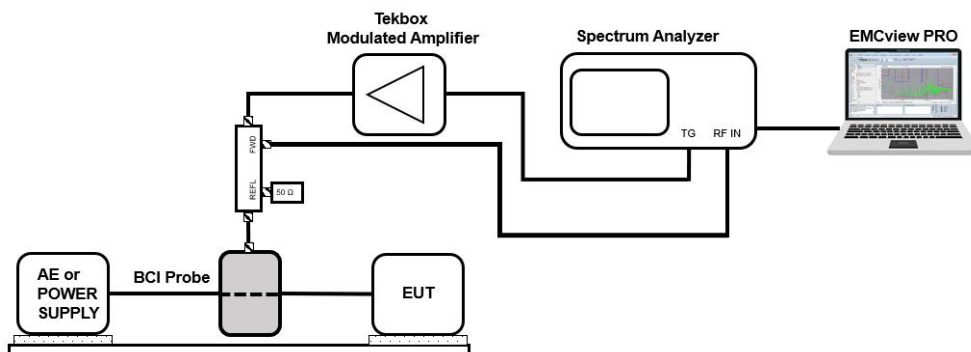 Tekbox
Modulated Amplifier
Spectrum Analyzer
EMCview PRO
TG
RF IN
FWD
REFL
50 Ω
AE or
POWER
SUPPLY
BCI Probe
EUT